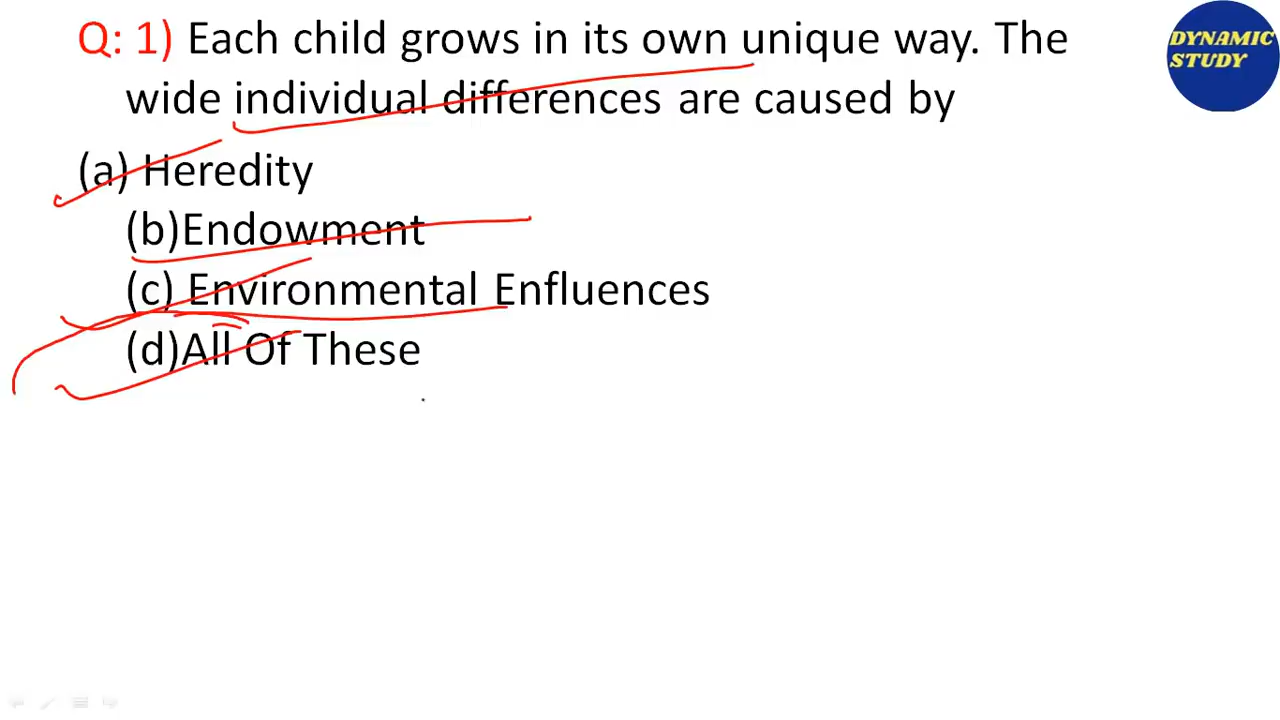 Q: 1) Each child grows in its own unique way. The
wide individual differences are caused by
(a) Heredity
(b)Endowment
(c) Environmental Enfluences
(d)All Of These
DYNAMIC
STUDY